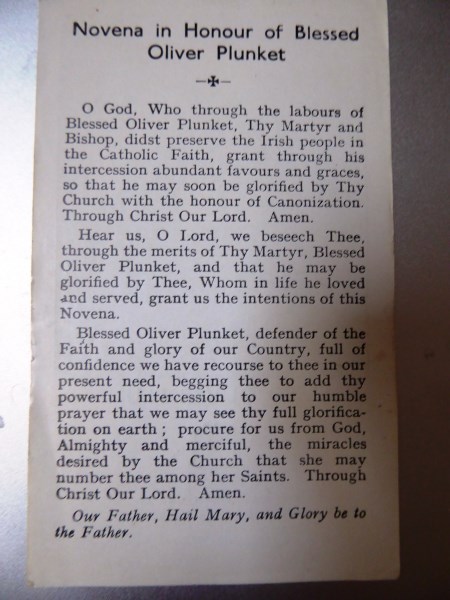 Novena in Honour of Blessed
Oliver Plunket
O God, Who through the labours of
Blessed Oliver Plunket, Thy Martyr and
Bishop, didst preserve the Irish people in
the Catholic Faith, grant through his
intercession abundant favours and graces,
so that he may soon be glorified by Thy
Church with the honour of Canonization.
Through Christ Our Lord. Amen.
Hear us, O Lord, we beseech Thee,
through the merits of Thy Martyr, Blessed
Oliver Plunket, and that he may be
glorified by Thee, Whom in life he loved
and served, grant us the intentions of this
Novena.
Blessed Oliver Plunket, defender of the
Faith and glory of our Country, full of
confidence we have recourse to thee in our
present need, begging thee to add thy
powerful intercession to our humble
prayer that we may see thy full glorifica-
tion on earth ; procure for us from God,
Almighty and merciful, the miracles
desired by the Church that she may
number thee among her Saints. Through
Christ Our Lord. Amen.
Our Father, Hail Mary, and Glory be to
the Father.